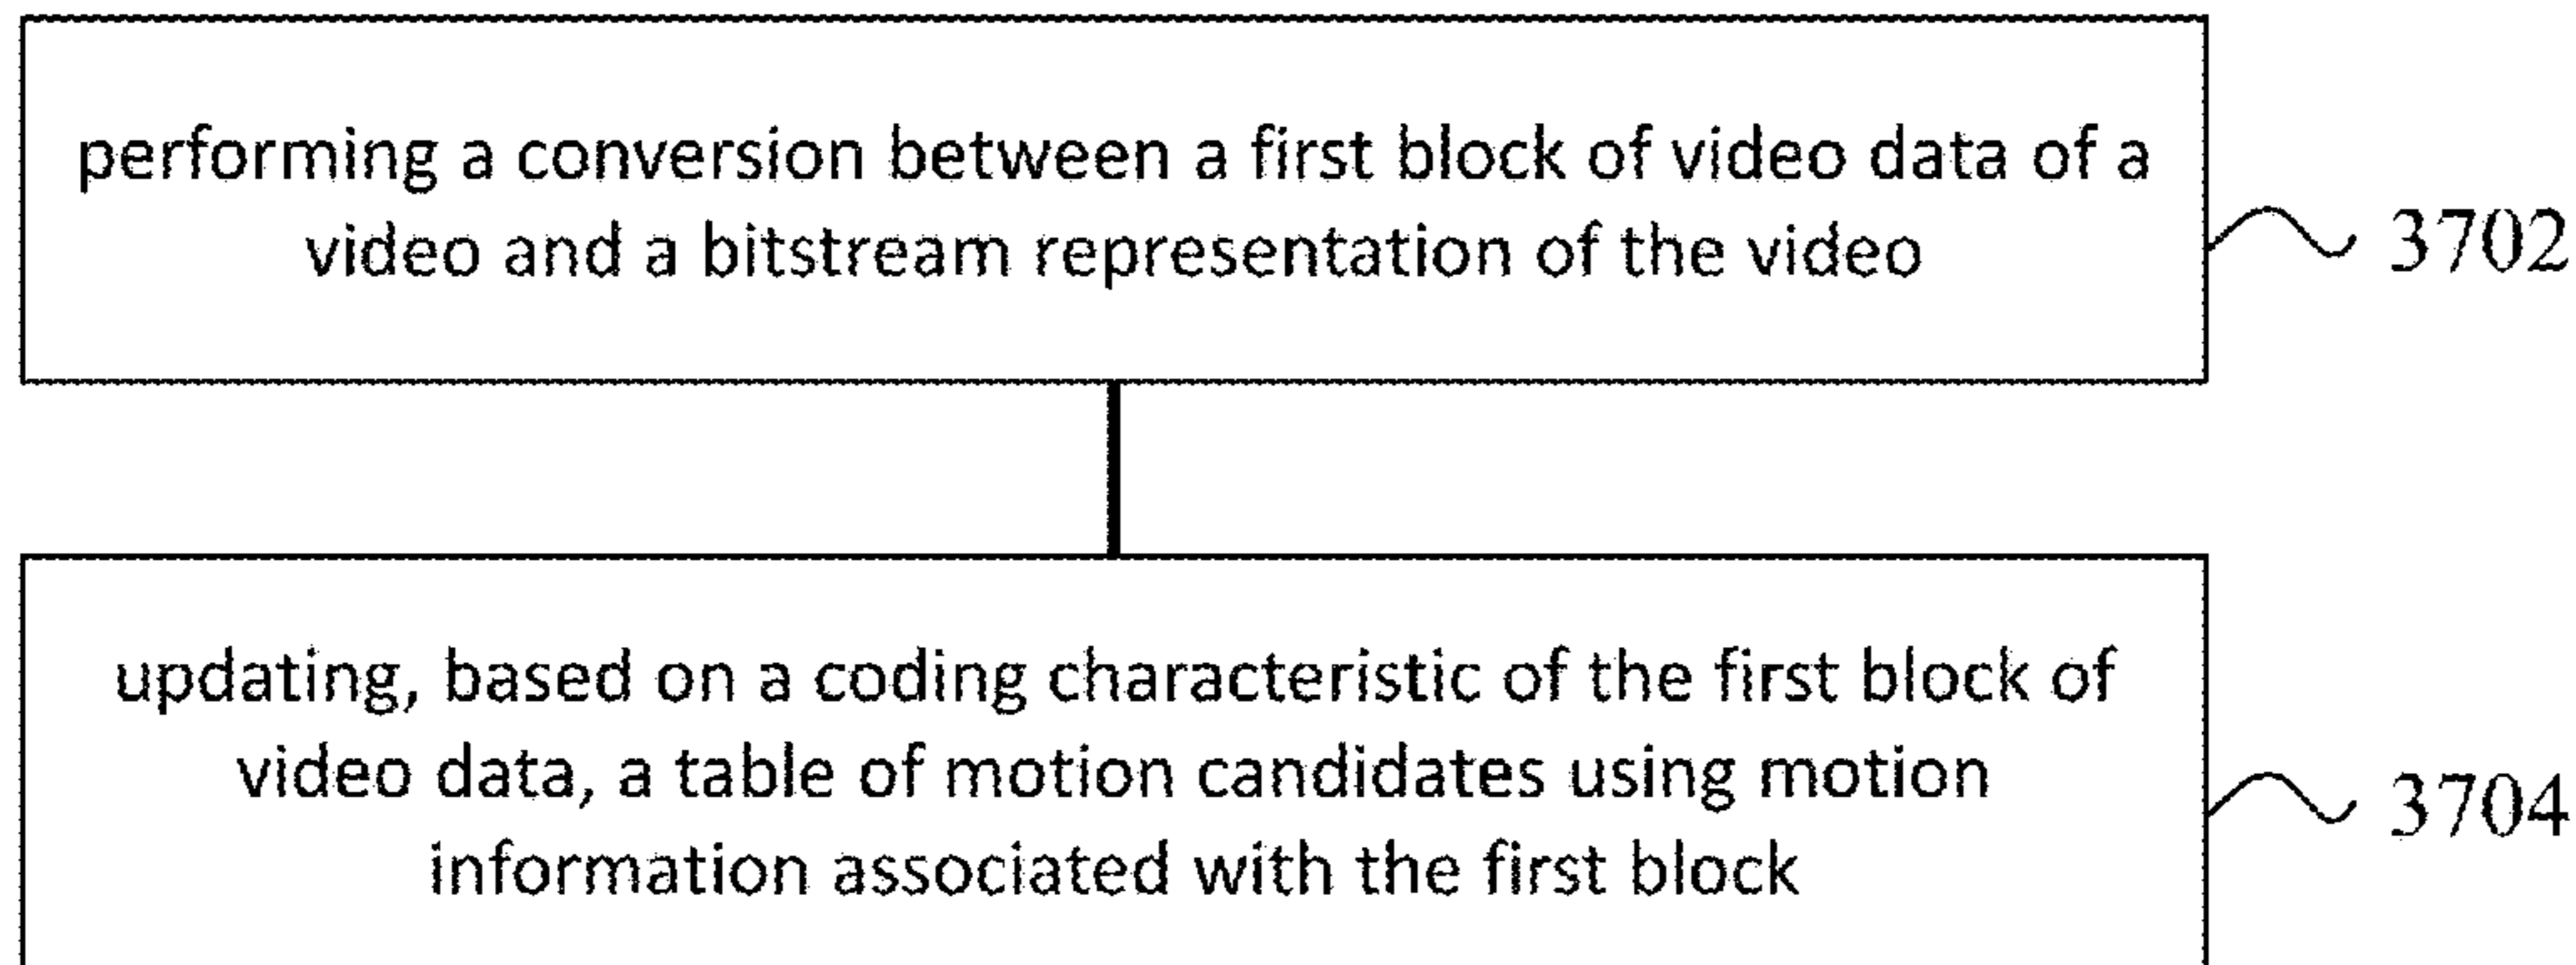 performing a conversion between a first block of video data of a
video and a bitstream representation of the video
3702
updating, based on a coding characteristic of the first block of
video data, a table of motion candidates using motion
information associated with the first block
3704